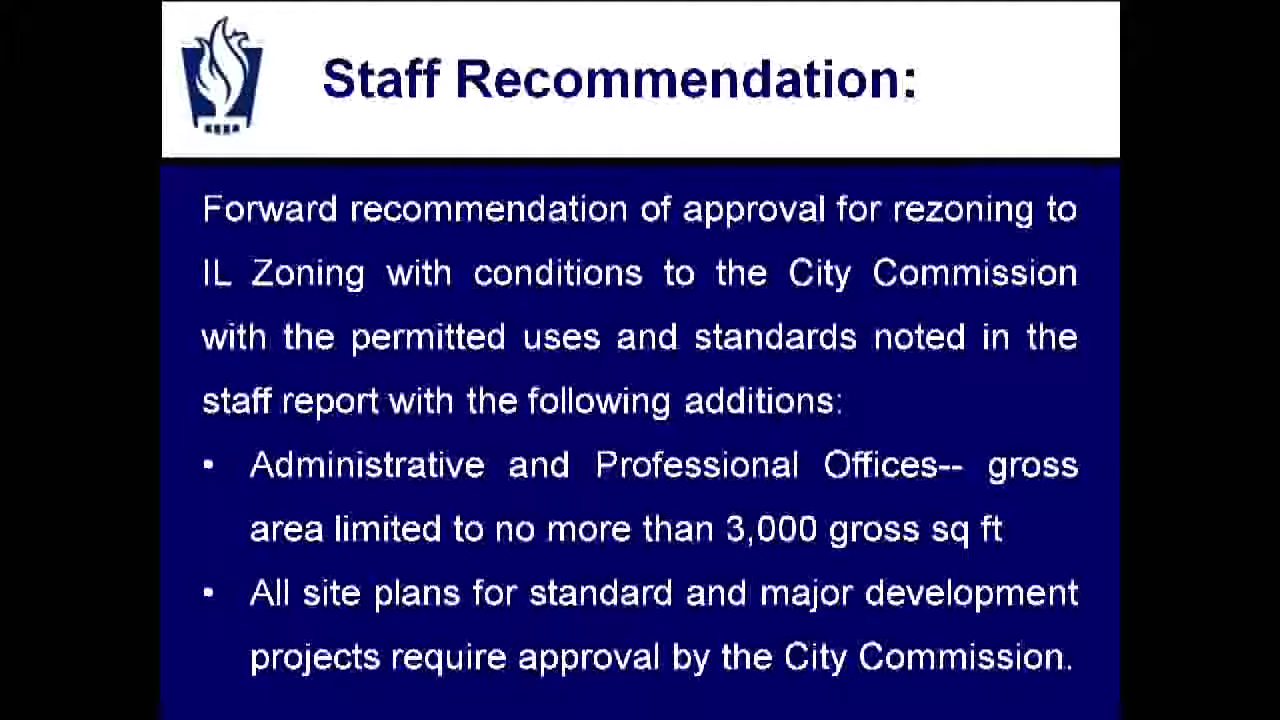 Staff Recommendation:
Forward recommendation of approval for rezoning to
IL Zoning with conditions to the City Commission
with the permitted uses and standards noted in the
staff report with the following additions:
• Administrative and Professional Offices-- gross
area limited to no more than 3,000 gross sq ft
• All site plans for standard and major development
projects require approval by the City Commission.